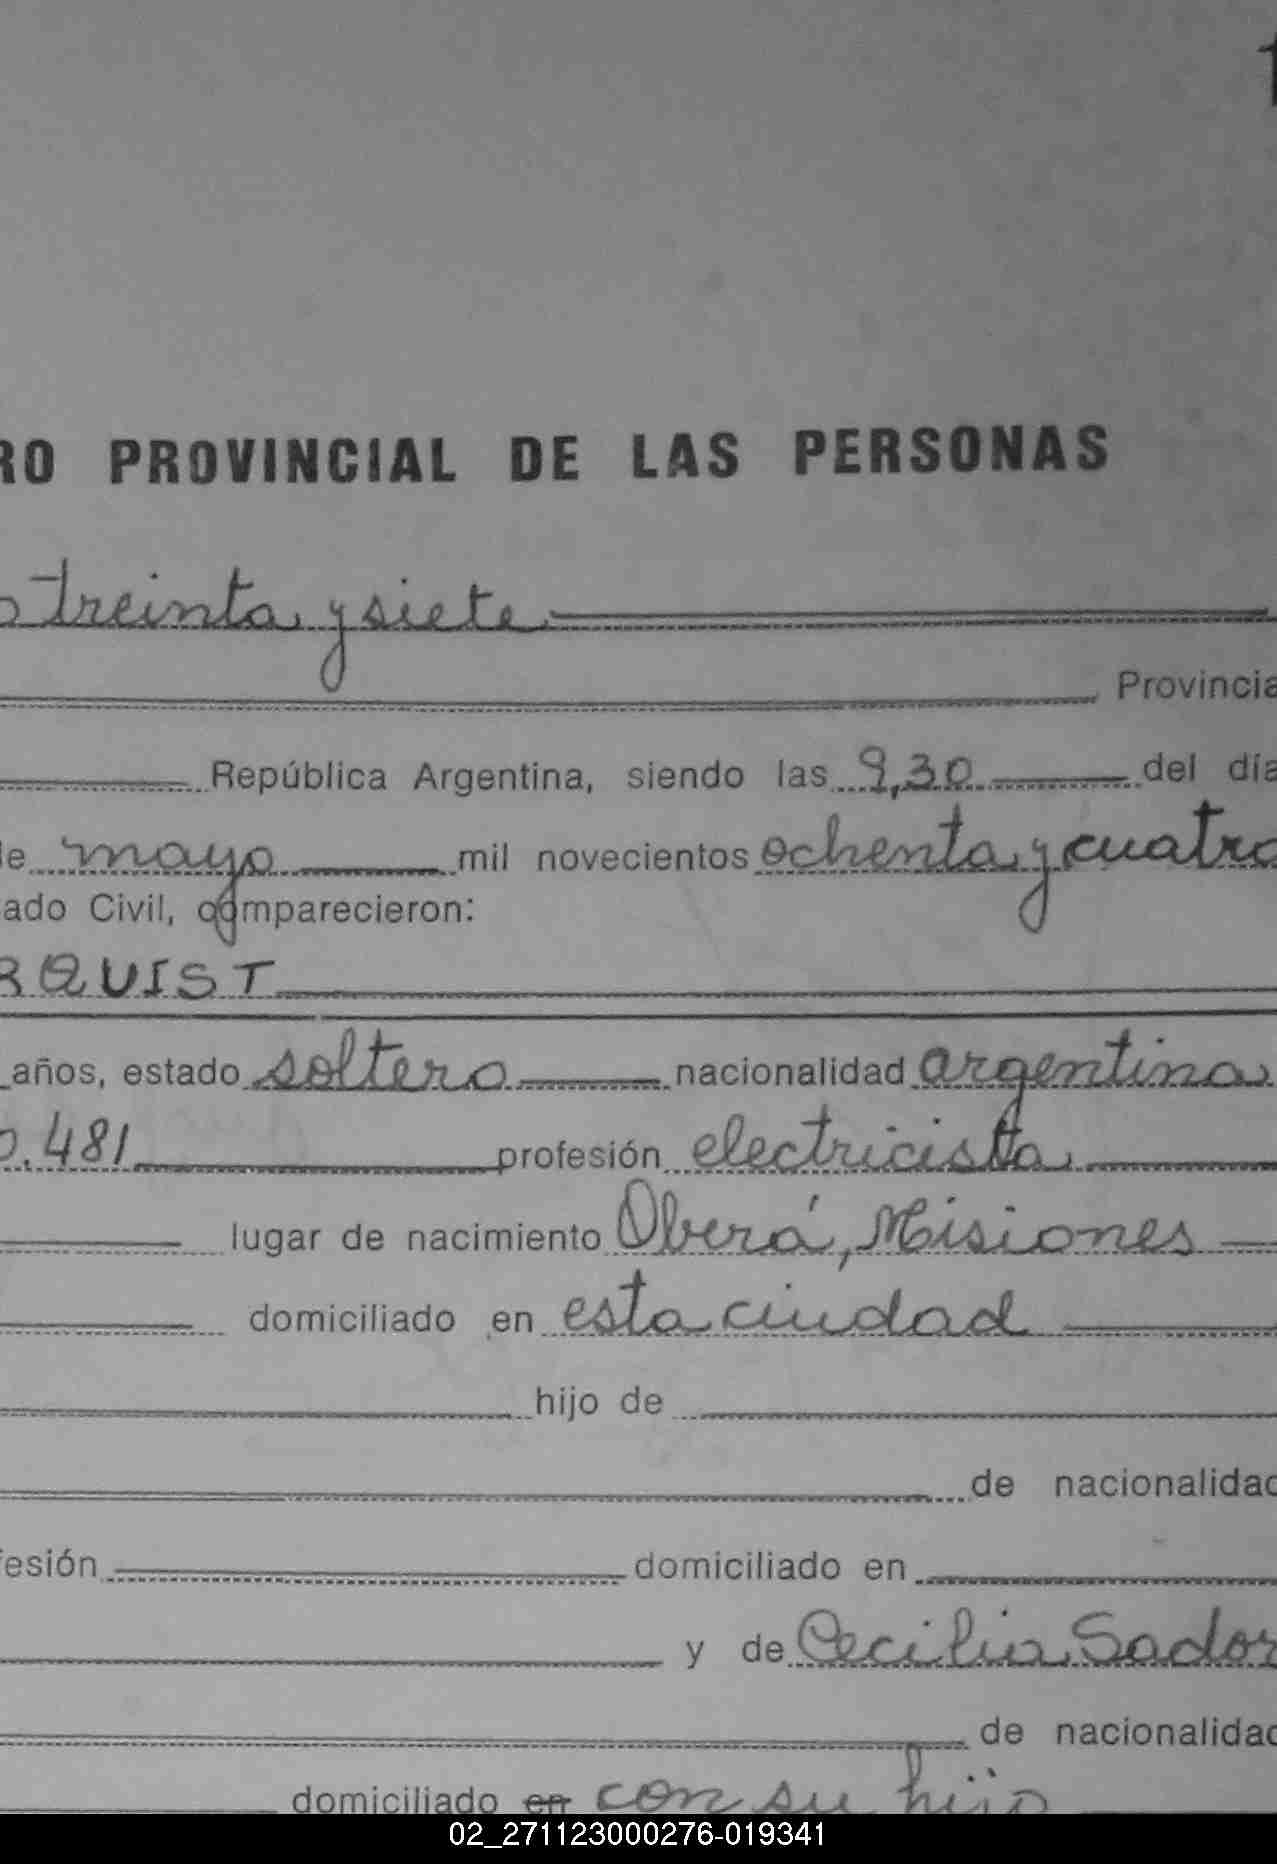 RO PROVINCIAL DE LAS PERSONAS
treinta y siete
Provincia
República Argentina, siendo las 9,30 del día
de mayo mil novecientos ochenta y cuatro
ado Civil, comparecieron:
RQUIST
años, estado soltero nacionalidad argentina
0.481 profesión electricista
lugar de nacimiento Oberá, Misiones
domiciliado en esta ciudad
hijo de
de nacionalidad
fesión domiciliado en
y de Cecilia Sador
de nacionalidad
domiciliado en con su hijo
02_271123000276-019341